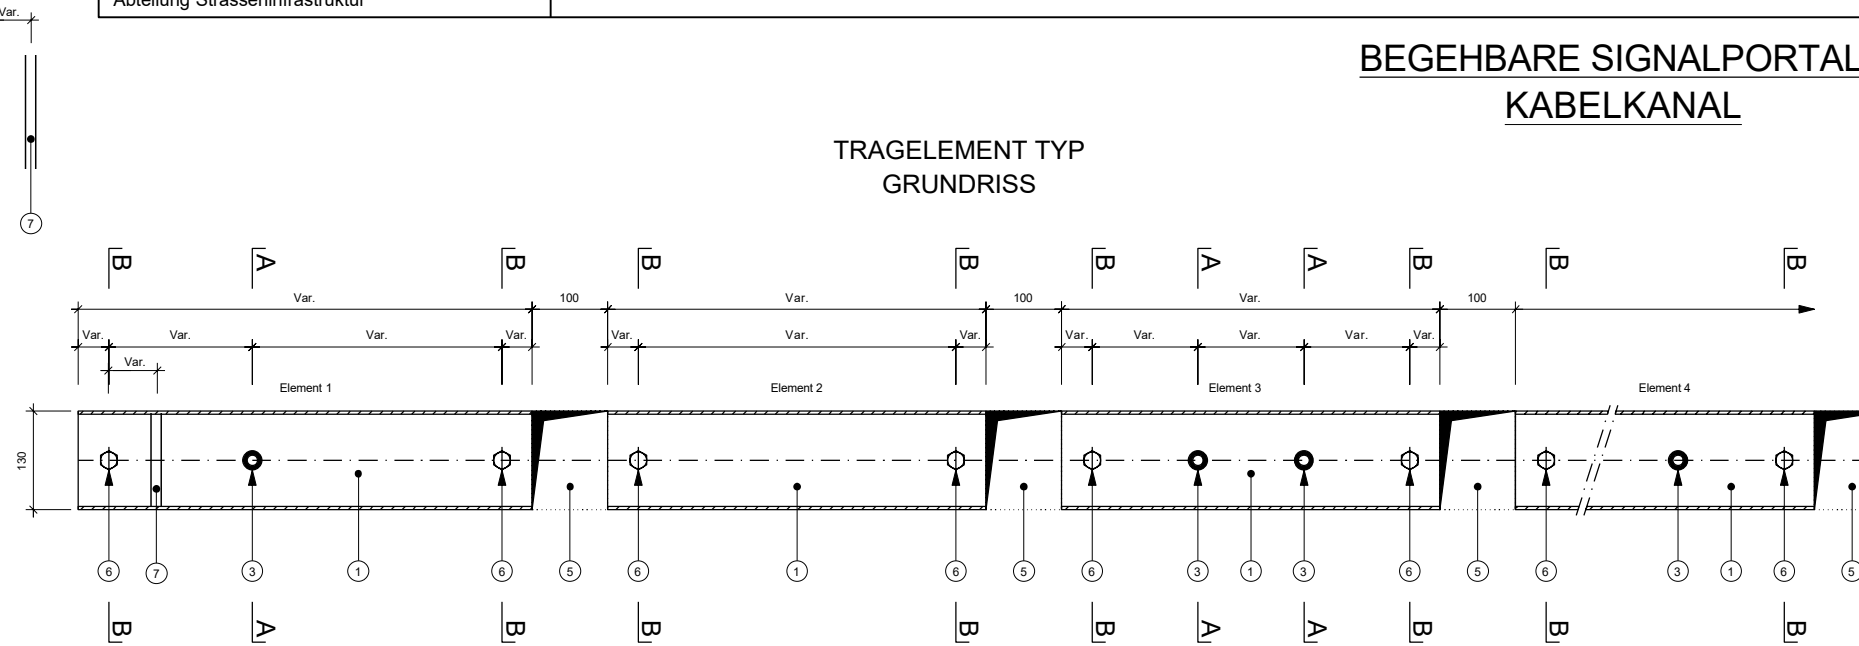 Var.
Abteilung Strasseninfrastruktur
BEGEHBARE SIGNALPORTAL
KABELKANAL
TRAGELEMENT TYP
GRUNDRISS
7
B A B B B B A A B B B
Var. 100 Var. 100 Var. 100
Var. Var. Var. Var. Var. Var. Var. Var. Var. Var. Var. Var.
Var.
Element 1 Element 2 Element 3 Element 4
130
6 7 3 1 6 5 6 1 6 5 6 3 1 3 6 5 6 3 1 6 5
B A B B B B A A B B B